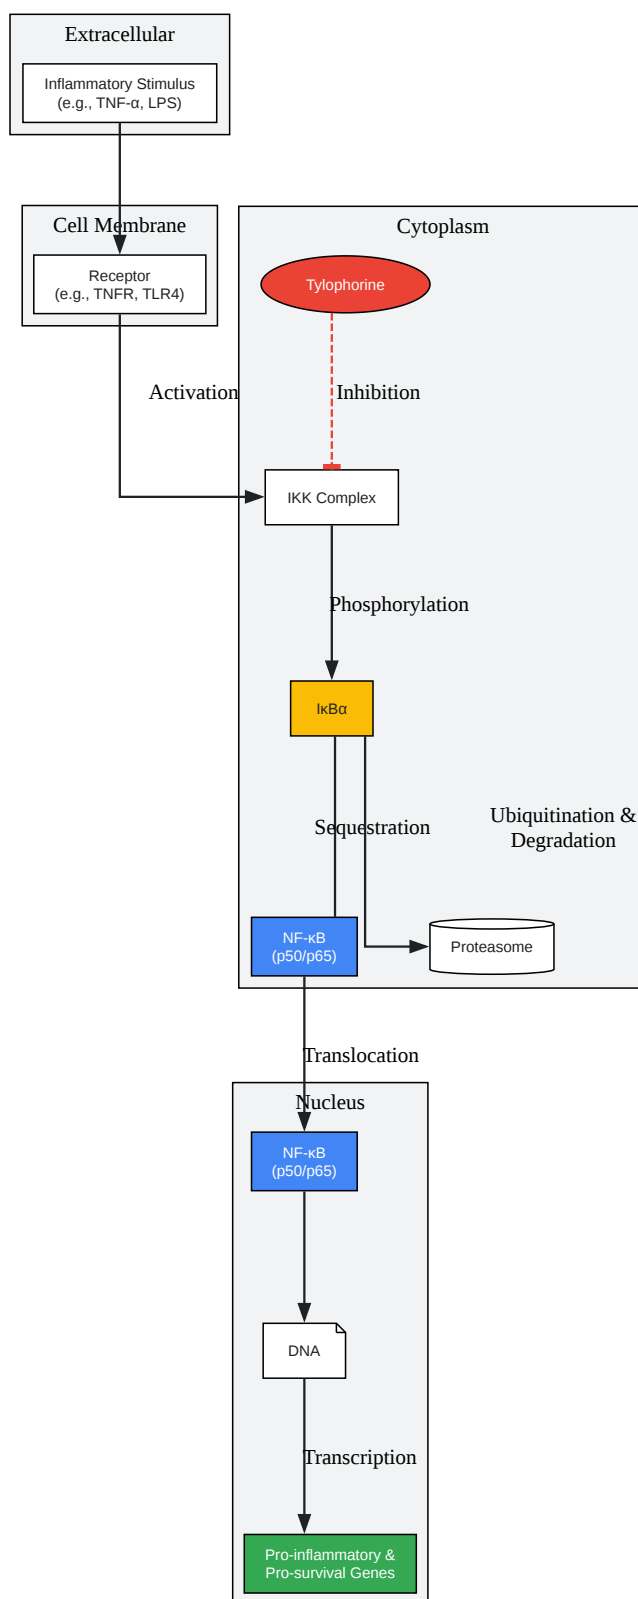 Extracellular
Inflammatory Stimulus
(e.g., TNF-α, LPS)
Cell Membrane
Receptor
(e.g., TNFR, TLR4)
Cytoplasm
Tylophorine
Activation
Inhibition
IKK Complex
Phosphorylation
IκBα
Sequestration
Ubiquitination &
Degradation
NF-κB
(p50/p65)
Proteasome
Translocation
Nucleus
NF-κB
(p50/p65)
DNA
Transcription
Pro-inflammatory &
Pro-survival Genes